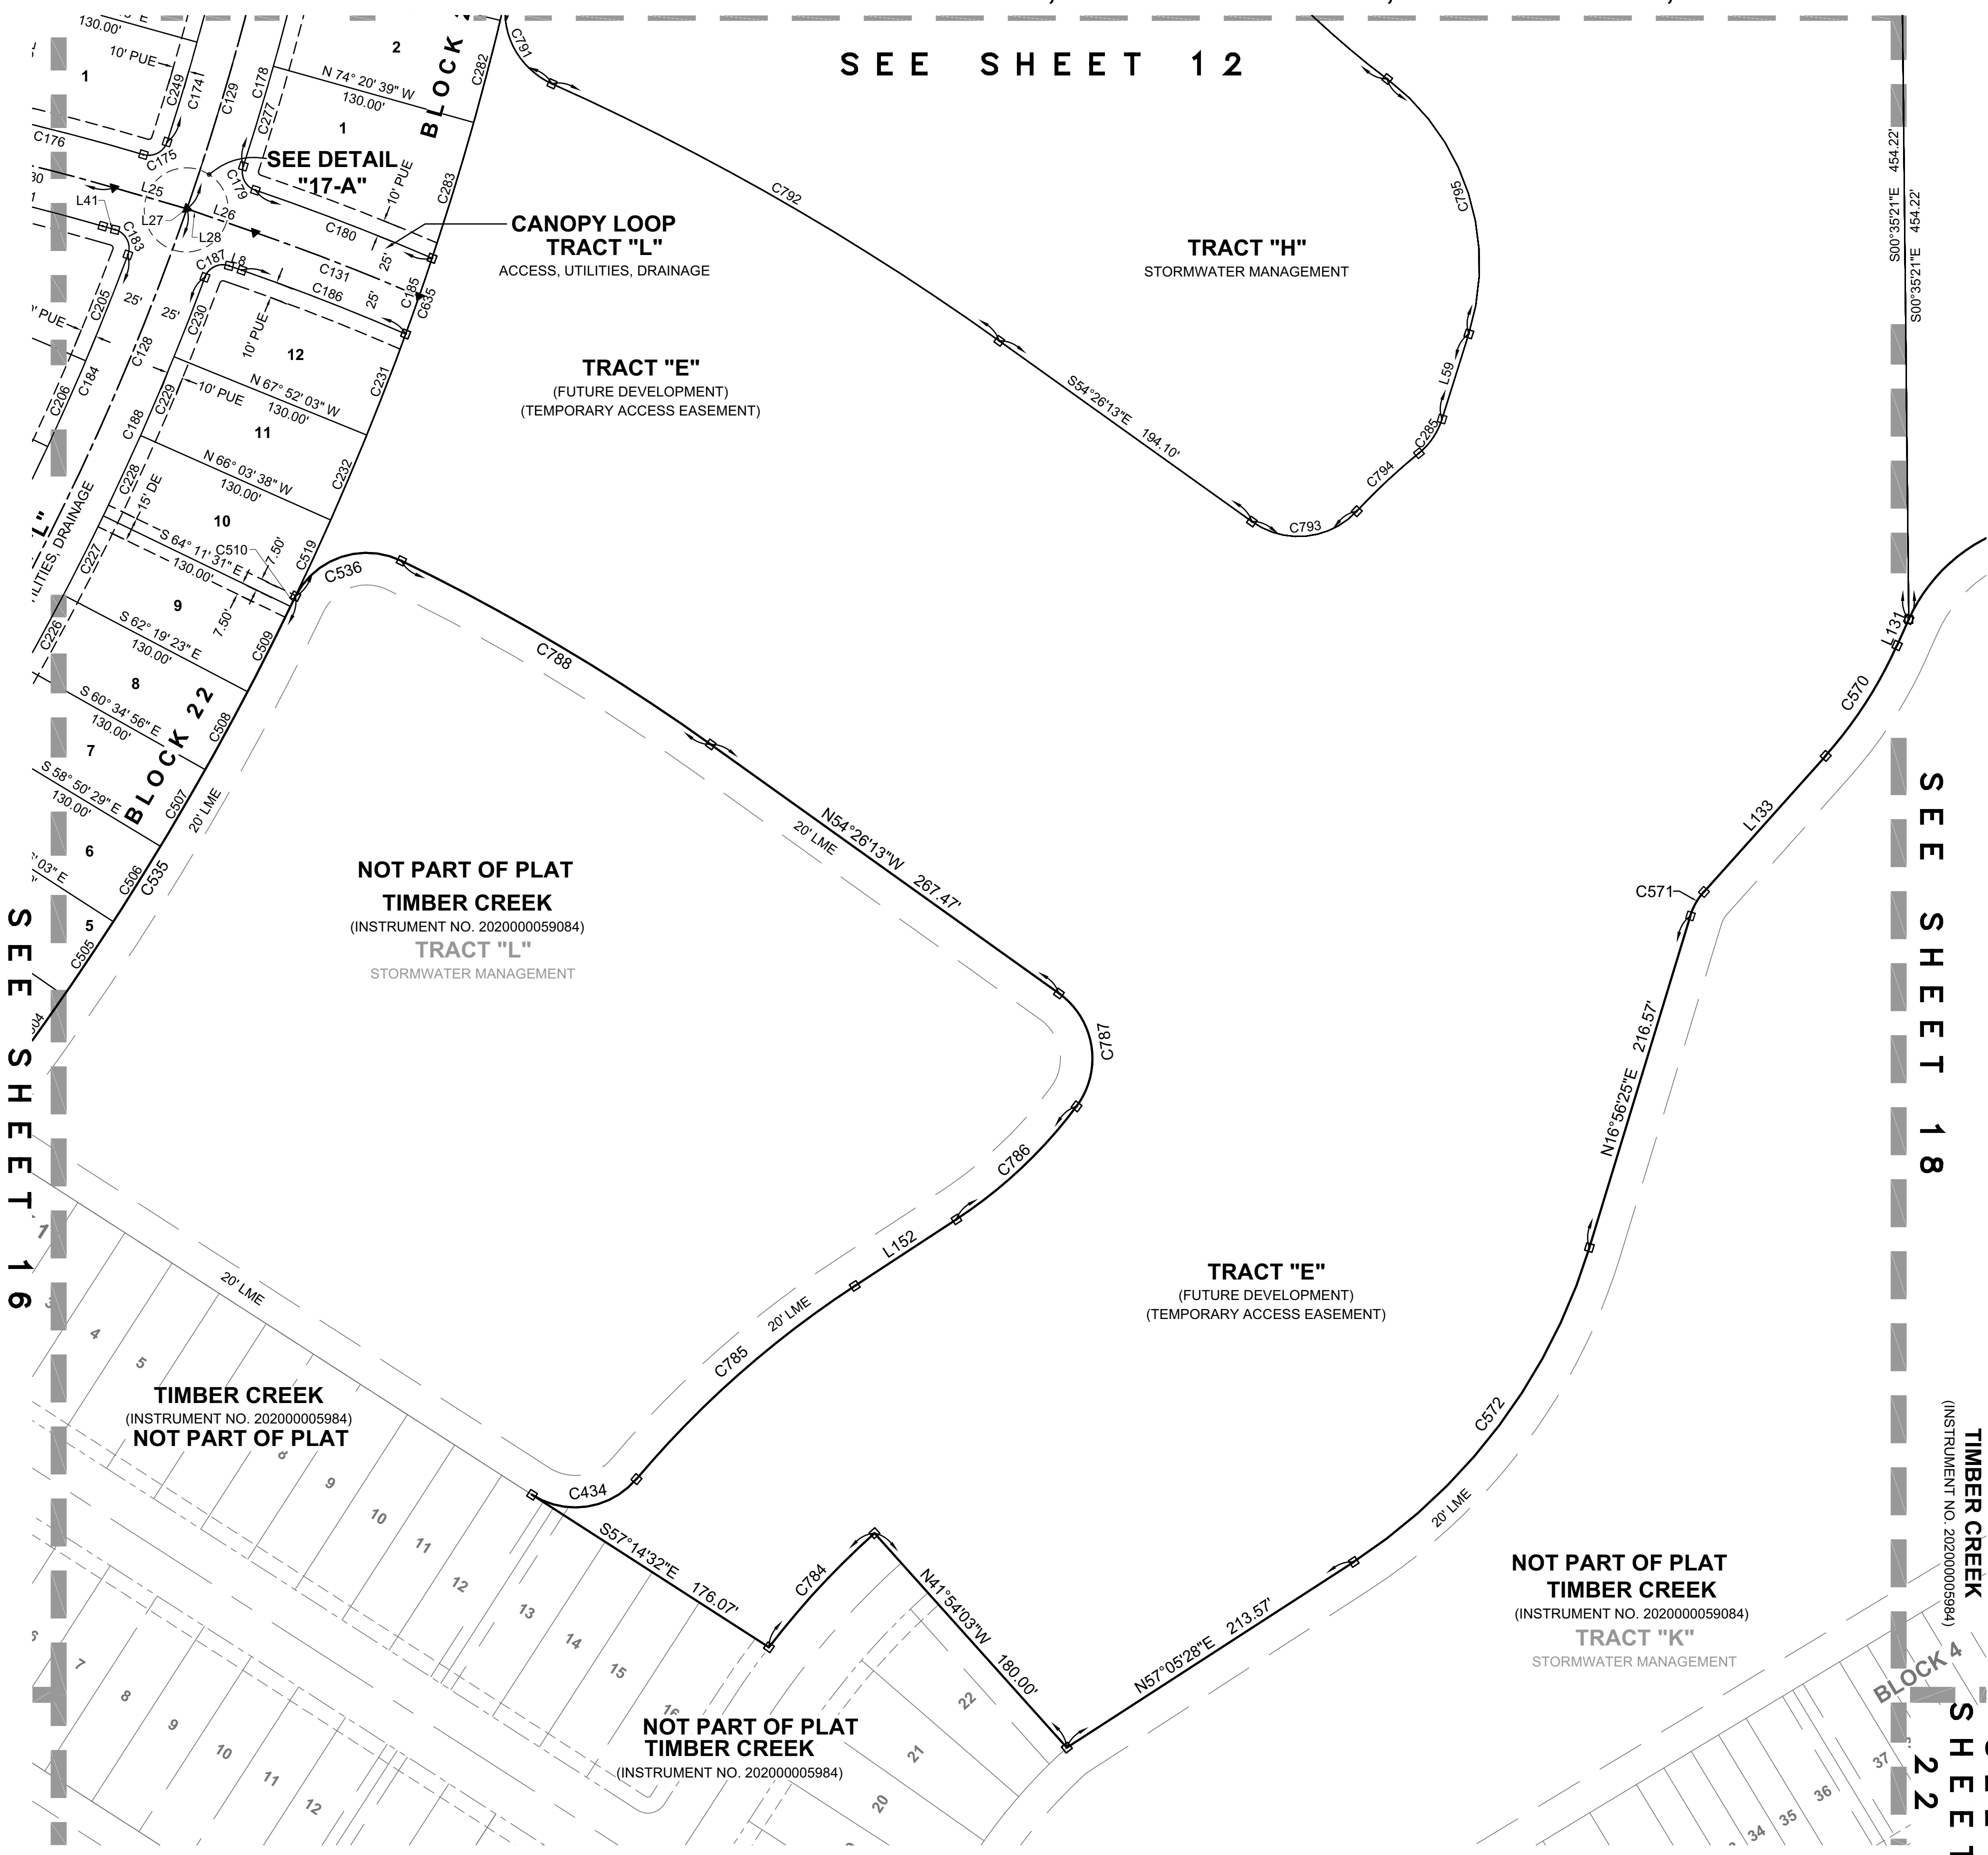 SEE SHEET 12
130.00'
10' PUE
1
C249
C174
C129
C178
C277
2
BLOCK
C282
C791
N 74° 20' 39" W
130.00'
1
C176
C175
SEE DETAIL
"17-A"
C179
10' PUE
C283
C792
C795
S00°35'21"E 454.22'
S00°35'21"E 454.22'
L25
L41
L27
L26
L28
C183
C180
25'
CANOPY LOOP
TRACT "L"
ACCESS, UTILITIES, DRAINAGE
TRACT "H"
STORMWATER MANAGEMENT
C187
L8
C131
C186
25'
C185
C635
C205
25'
25'
C230
10' PUE
12
C128
C184
C206
C229
10' PUE
N 67° 52' 03" W
130.00'
C231
TRACT "E"
(FUTURE DEVELOPMENT)
(TEMPORARY ACCESS EASEMENT)
S54°26'13"E 194.10'
L59
C285
C794
C793
C188
11
N 66° 03' 38" W
130.00'
C232
C228
15' DE
10
S 64° 11' 31" E
130.00'
C510
7.50'
C519
C536
C227
9
7.50'
S 62° 19' 23" E
130.00'
C509
C226
8
S 60° 34' 56" E
130.00'
C508
7
S 58° 50' 29" E
130.00'
BLOCK 22
C507
20' LME
6
C506
C535
5
C505
C788
N54°26'13"W 267.47'
20' LME
L131
C570
L133
C571
N16°56'25"E 216.57'
NOT PART OF PLAT
TIMBER CREEK
(INSTRUMENT NO. 2020000059084)
TRACT "L"
STORMWATER MANAGEMENT
C787
C786
L152
20' LME
C785
C434
SEE SHEET 16
SEE SHEET 18
20' LME
TRACT "E"
(FUTURE DEVELOPMENT)
(TEMPORARY ACCESS EASEMENT)
C572
20' LME
4
5
TIMBER CREEK
(INSTRUMENT NO. 202000005984)
NOT PART OF PLAT
8
9
10
11
12
13
14
15
16
S57°14'32"E 176.07'
C784
N41°54'03"W 180.00'
N57°05'28"E 213.57'
NOT PART OF PLAT
TIMBER CREEK
(INSTRUMENT NO. 2020000059084)
TRACT "K"
STORMWATER MANAGEMENT
TIMBER CREEK
(INSTRUMENT NO. 202000005984)
BLOCK 4
7
8
9
10
11
12
NOT PART OF PLAT
TIMBER CREEK
(INSTRUMENT NO. 202000005984)
22
21
20
34
35
36
37
SHEET
22